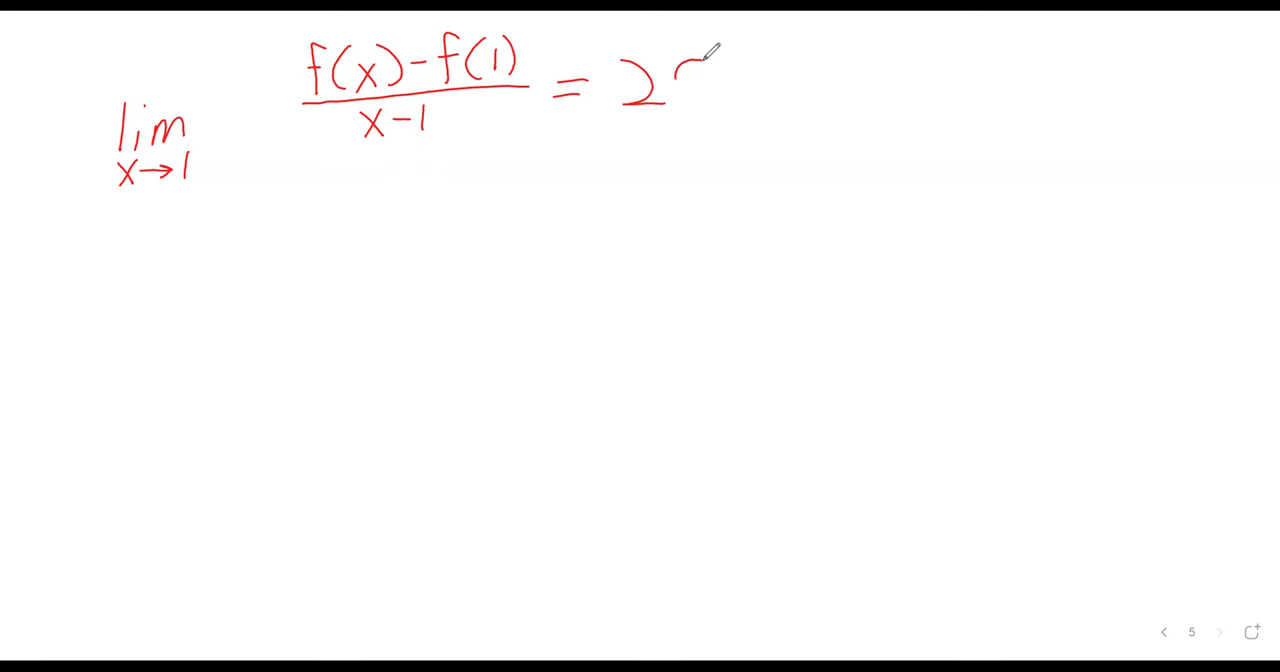 lim x→1 (f(x)-f(1))/(x-1) = 2
5